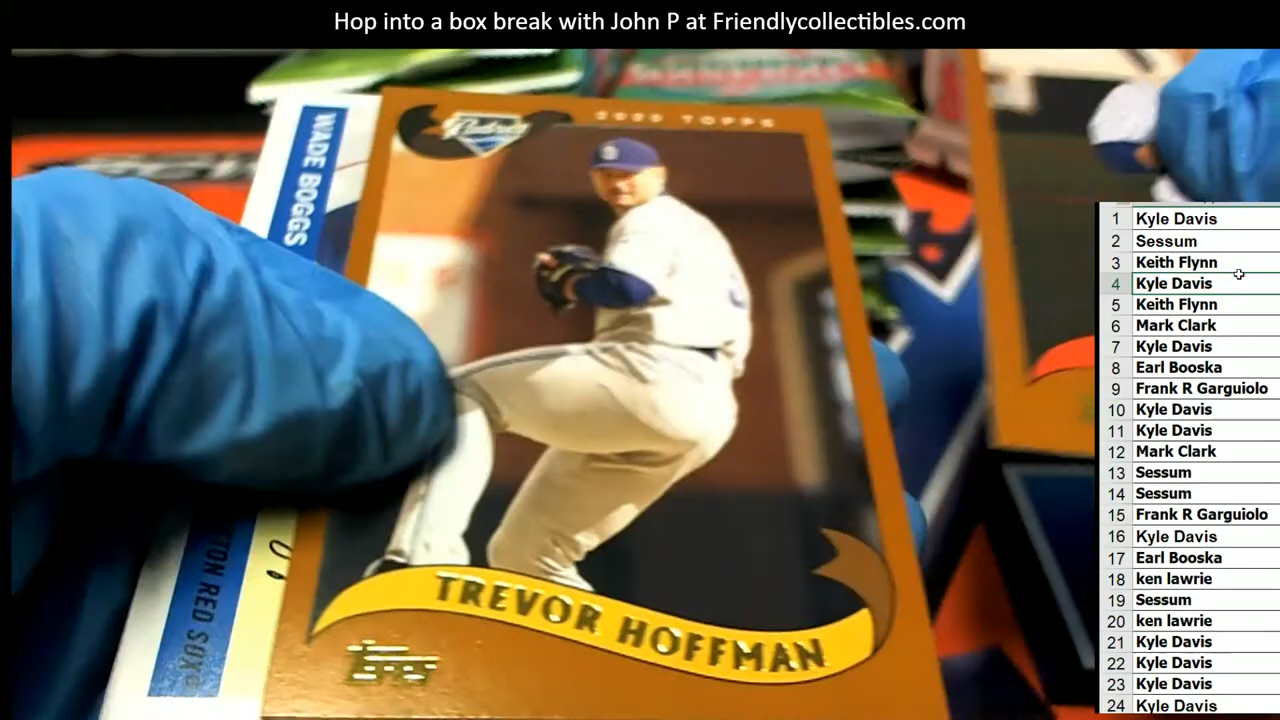 Hop into a box break with John P at Friendlycollectibles.com
WADE BOGGS
Padres
TOPPS
TREVOR HOFFMAN
Topps
TON RED SOX
1 Kyle Davis
2 Sessum
3 Keith Flynn
4 Kyle Davis
5 Keith Flynn
6 Mark Clark
7 Kyle Davis
8 Earl Booska
9 Frank R Garguiolo
10 Kyle Davis
11 Kyle Davis
12 Mark Clark
13 Sessum
14 Sessum
15 Frank R Garguiolo
16 Kyle Davis
17 Earl Booska
18 ken lawrie
19 Sessum
20 ken lawrie
21 Kyle Davis
22 Kyle Davis
23 Kyle Davis
24 Kyle Davis